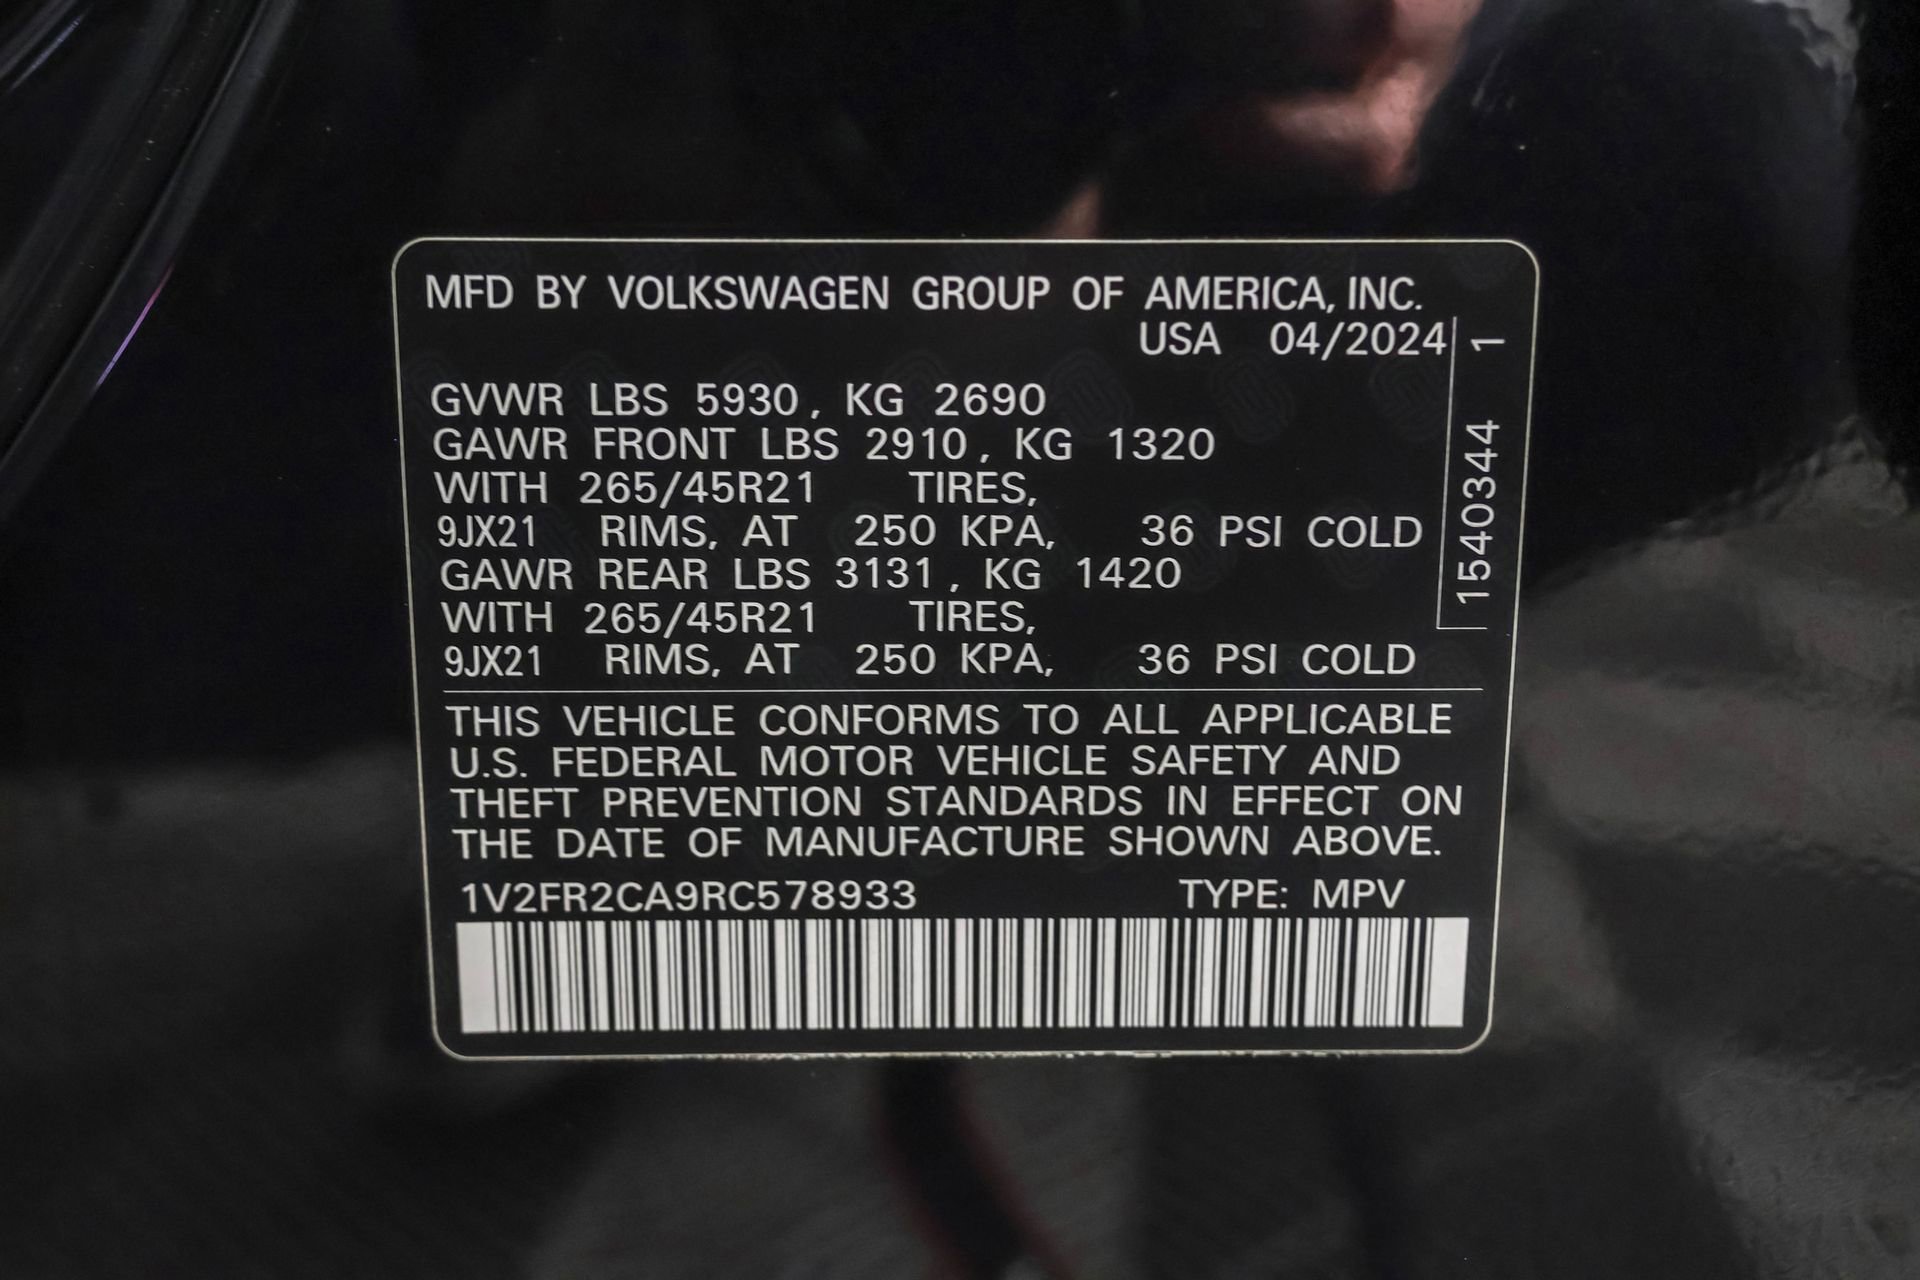 MFD BY VOLKSWAGEN GROUP OF AMERICA, INC.
USA 04/2024
GVWR LBS 5930, KG 2690
GAWR FRONT LBS 2910, KG 1320
WITH 265/45R21 TIRES,
9JX21 RIMS, AT 250 KPA, 36 PSI COLD
GAWR REAR LBS 3131, KG 1420
WITH 265/45R21 TIRES,
9JX21 RIMS, AT 250 KPA, 36 PSI COLD
1540344 1
THIS VEHICLE CONFORMS TO ALL APPLICABLE
U.S. FEDERAL MOTOR VEHICLE SAFETY AND
THEFT PREVENTION STANDARDS IN EFFECT ON
THE DATE OF MANUFACTURE SHOWN ABOVE.
1V2FR2CA9RC578933 TYPE: MPV